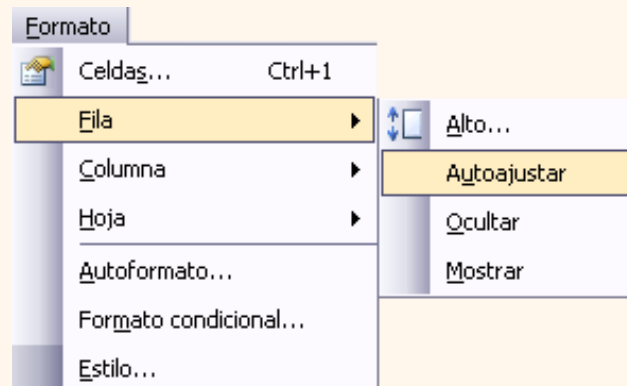 Formato
Celdas... Ctrl+1
Fila
Columna
Hoja
Autoformato...
Formato condicional...
Estilo...
Alto...
Autoajustar
Ocultar
Mostrar